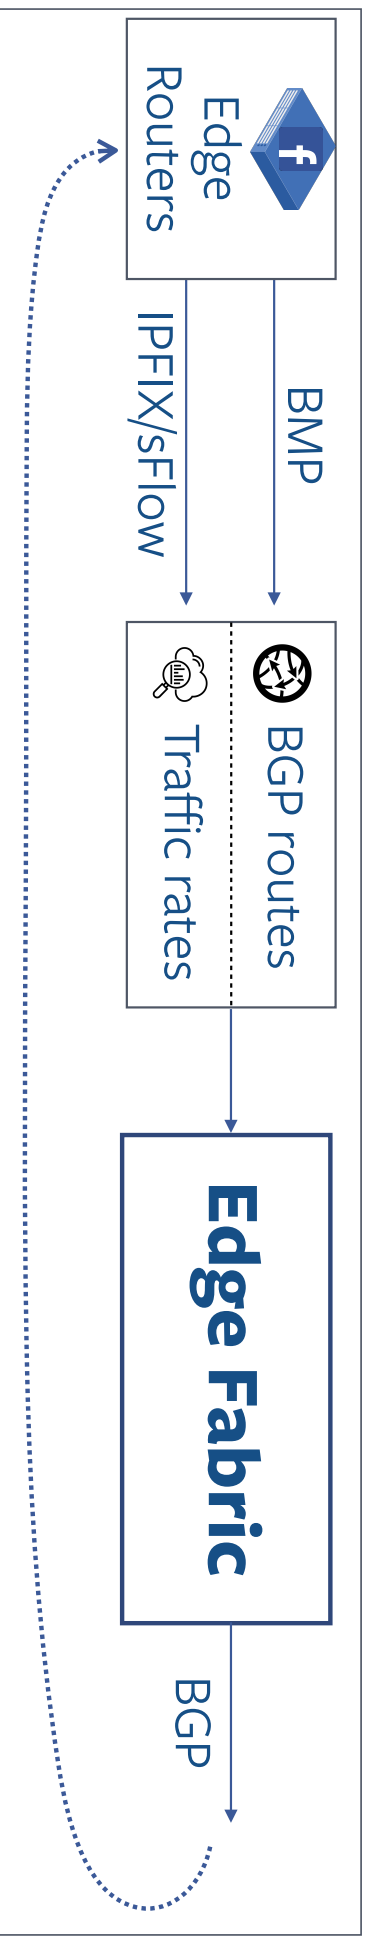 f
Edge
Routers
BMP
IPFIX/sFlow
BGP routes
Traffic rates
Edge Fabric
BGP